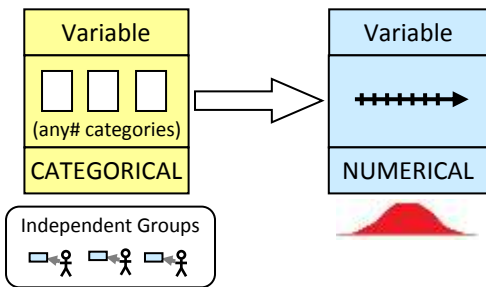 Variable
(any# categories)
CATEGORICAL
Independent Groups
Variable
NUMERICAL